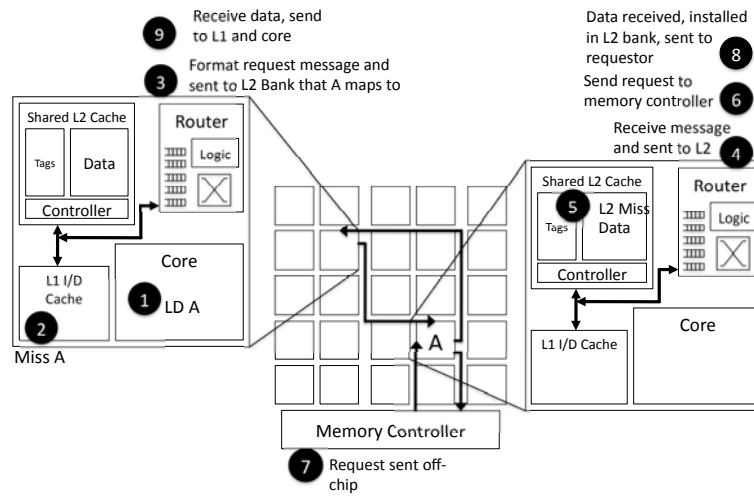 9
Receive data, send
to L1 and core
3
Format request message and
sent to L2 Bank that A maps to
Shared L2 Cache
Tags
Data
Controller
Router
Logic
L1 I/D
Cache
2
Miss A
Core
1
LD A
A
Memory Controller
7
Request sent off-
chip
Data received, installed
in L2 bank, sent to
requestor
8
Send request to
memory controller
6
Receive message
and sent to L2
4
Shared L2 Cache
5
Tags
L2 Miss
Data
Controller
Router
Logic
L1 I/D Cache
Core